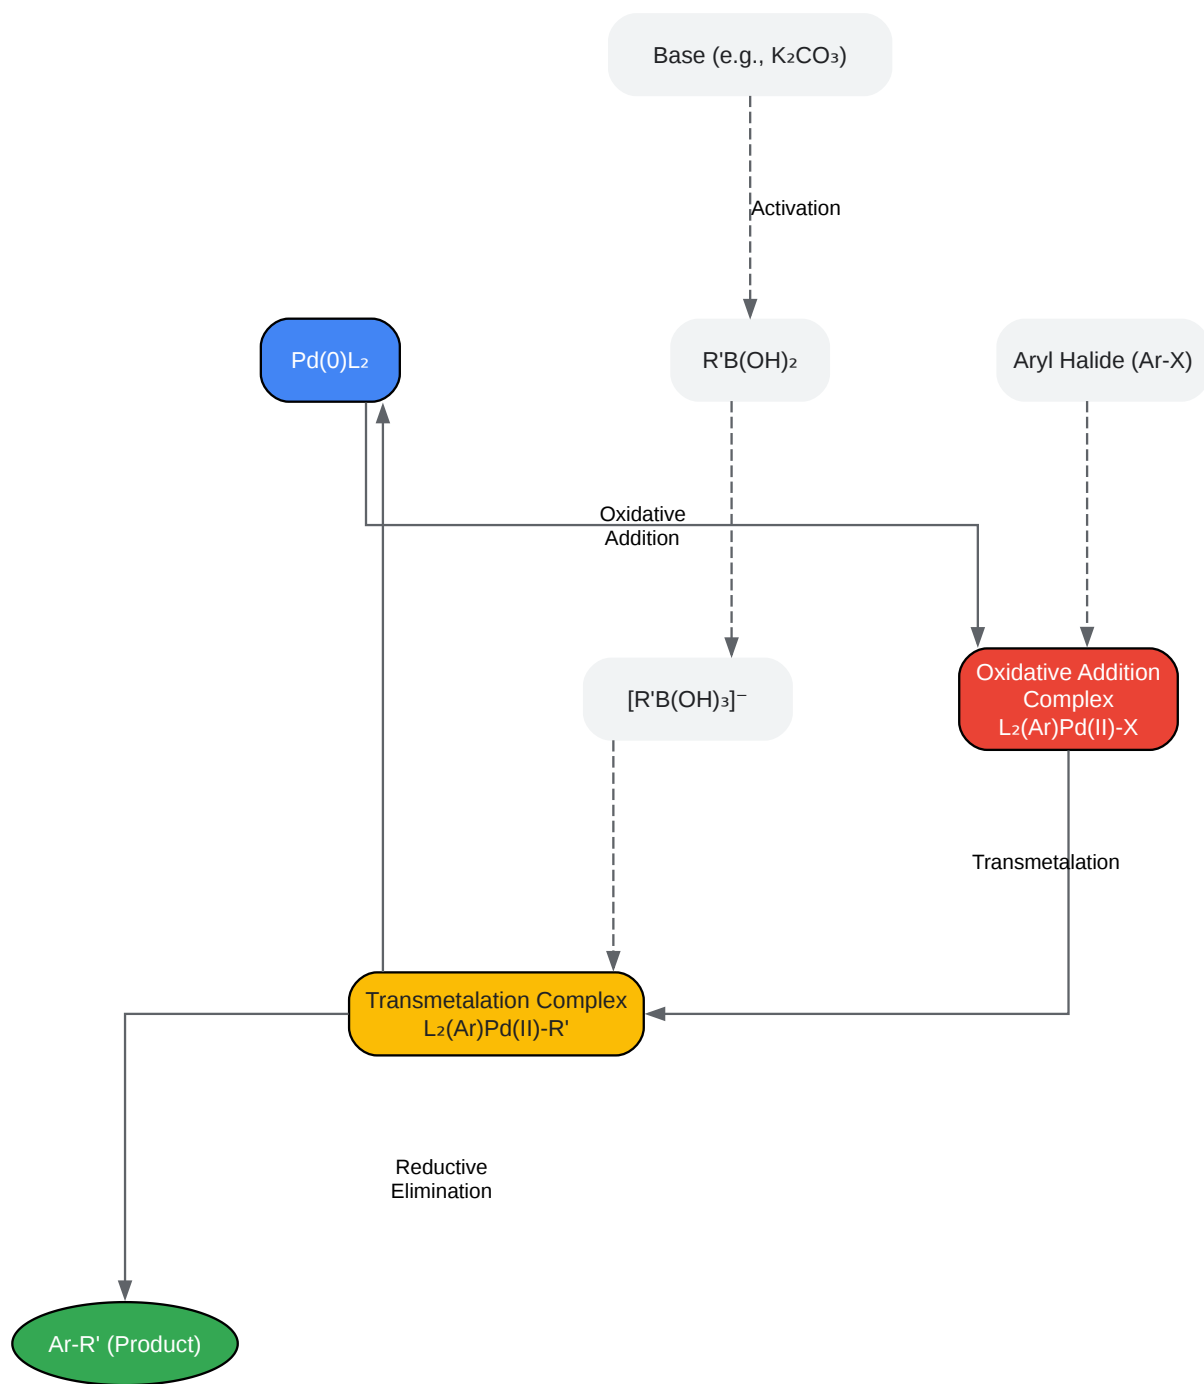 Base (e.g., K₂CO₃)
Activation
Pd(0)L₂
R'B(OH)₂
Aryl Halide (Ar-X)
Oxidative
Addition
[R'B(OH)₃]⁻
Oxidative Addition
Complex
L₂(Ar)Pd(II)-X
Transmetalation
Transmetalation Complex
L₂(Ar)Pd(II)-R'
Reductive
Elimination
Ar-R' (Product)